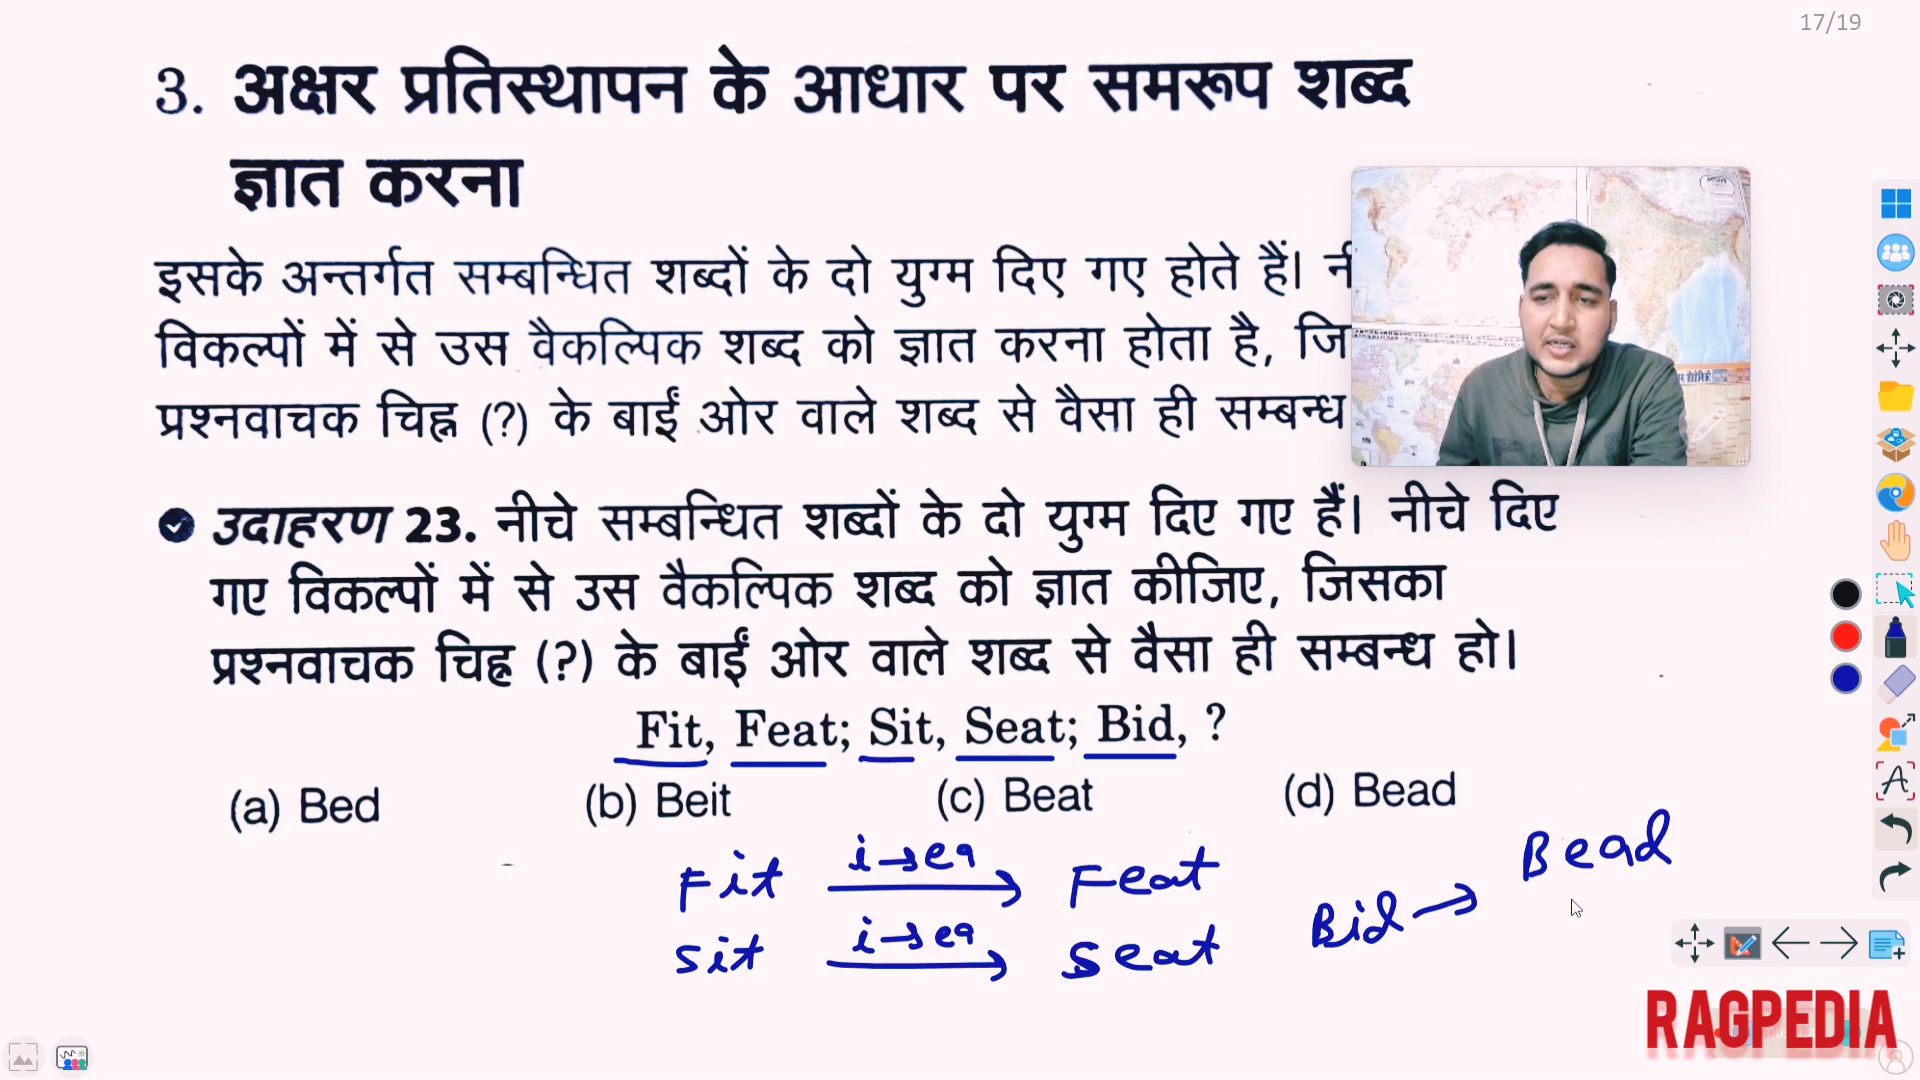 17/19
3. अक्षर प्रतिस्थापन के आधार पर समरूप शब्द
ज्ञात करना
इसके अन्तर्गत सम्बन्धित शब्दों के दो युग्म दिए गए होते हैं। नी
विकल्पों में से उस वैकल्पिक शब्द को ज्ञात करना होता है, जि
प्रश्नवाचक चिह्न (?) के बाईं ओर वाले शब्द से वैसा ही सम्बन्ध
उदाहरण 23. नीचे सम्बन्धित शब्दों के दो युग्म दिए गए हैं। नीचे दिए
गए विकल्पों में से उस वैकल्पिक शब्द को ज्ञात कीजिए, जिसका
प्रश्नवाचक चिह्न (?) के बाईं ओर वाले शब्द से वैसा ही सम्बन्ध हो।
Fit, Feat; Sit, Seat; Bid, ?
(a) Bed (b) Beit (c) Beat (d) Bead
Fit i→ea Feat
Bid → Bead
sit i→ea Seat
RAGPEDIA